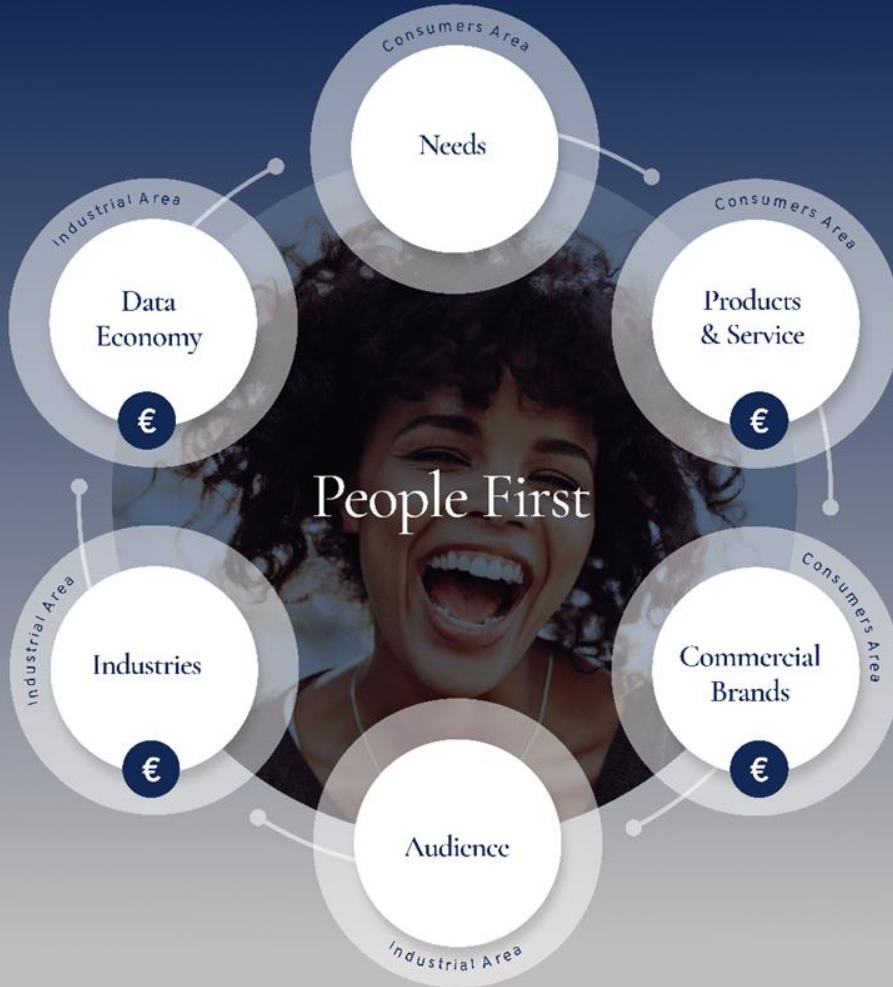 Consumers Area
Needs
Consumers Area
Products
& Service
€
Consumers Area
Commercial
Brands
€
Industrial Area
Audience
Industrial Area
Industries
€
Industrial Area
Data
Economy
€
People First